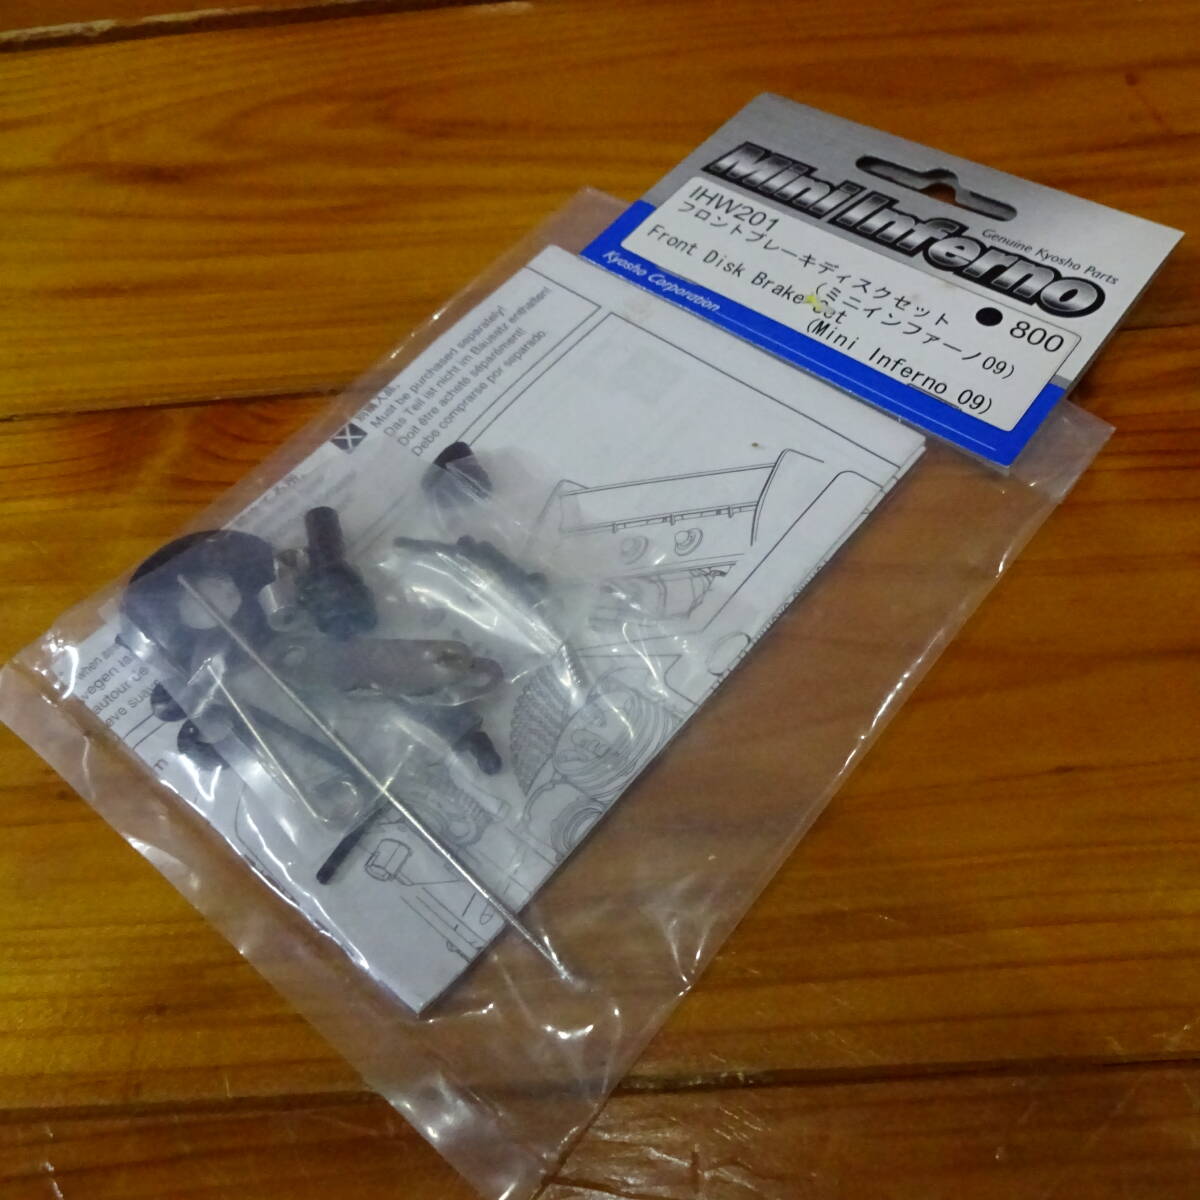 Mini Inferno
Genuine Kyosho Parts
IHW201
フロントブレーキディスクセット
(ミニインファーノ09)
●800
Front Disk Brake Set
(Mini Inferno 09)
Kyosho Corporation
Must be purchased separately!
Das Teil ist nicht im Bausatz enthalten!
Doit être acheté séparément!
Debe comprarse por separado.
wegen
autour de